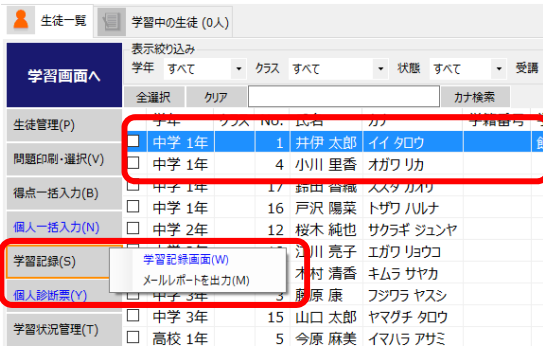 生徒一覧 学習中の生徒 (0人)
表示絞り込み
学年 すべて クラス すべて 状態 すべて 受講
学習画面へ
全選択 クリア カナ検索
学年 クラス No. 氏名 カナ 学籍番号
生徒管理(P)
中学 1年 1 井伊 太郎 イイ タロウ
問題印刷・選択(V)
中学 1年 4 小川 里香 オガワ リカ
得点一括入力(B)
中学 1年 17 鈴田 香織 スズタ カオリ
中学 1年 16 戸沢 陽菜 トザワ ハルナ
個人一括入力(N)
中学 2年 12 桜木 純也 サクラギ ジュンヤ
学習記録(S)
江川 亮子 エガワ リョウコ
学習記録画面(W)
木村 清香 キムラ サヤカ
メールレポートを出力(M)
個人診断票(Y)
中学 3年 3 藤原 康 フジワラ ヤスシ
学習状況管理(T)
中学 3年 15 山口 太郎 ヤマグチ タロウ
高校 1年 5 今原 麻美 イマハラ アサミ